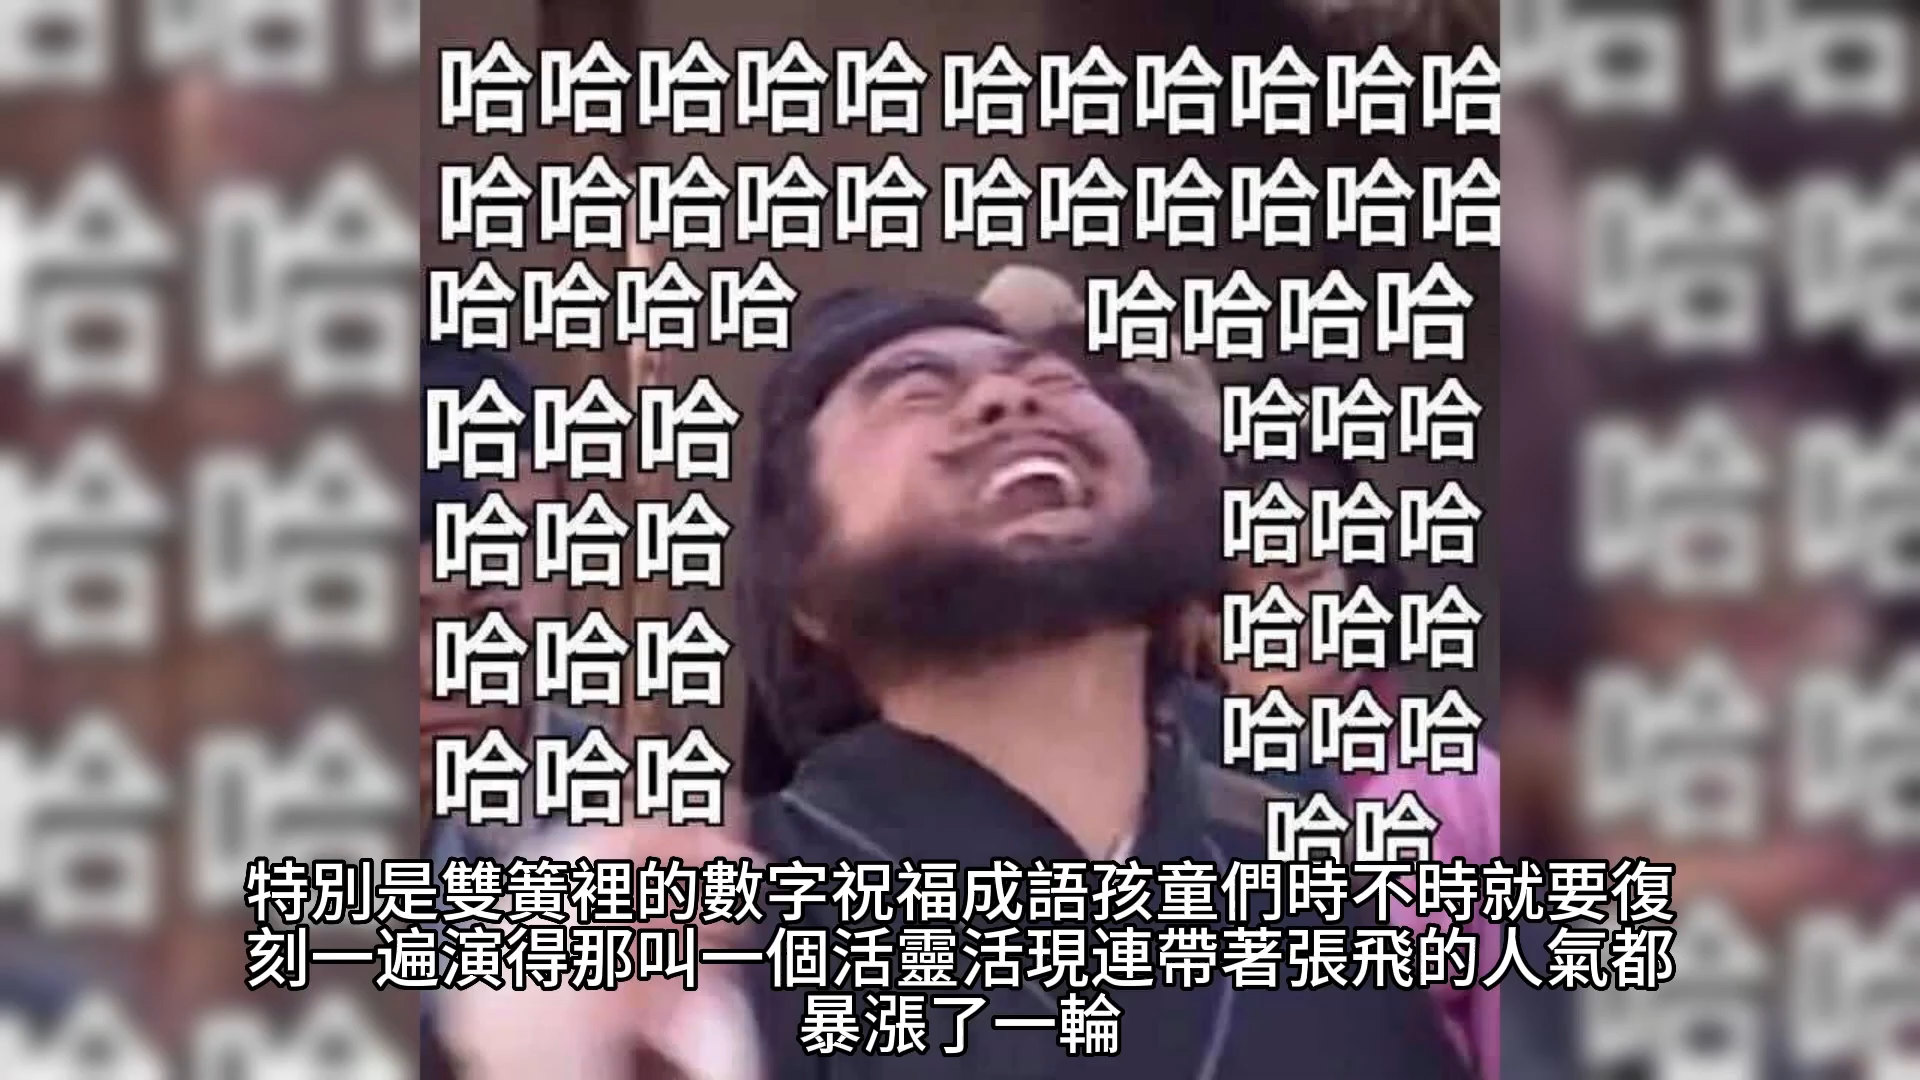 哈哈哈哈哈 哈哈哈哈哈哈
哈哈哈哈哈 哈哈哈哈哈哈
哈哈哈哈 哈哈哈哈
哈哈哈 哈哈哈
哈哈哈 哈哈哈
哈哈哈 哈哈哈
哈哈哈 哈哈哈
哈哈
特別是雙簧裡的數字祝福成語孩童們時不時就要復
刻一遍演得那叫一個活靈活現連帶著張飛的人氣都
暴漲了一輪